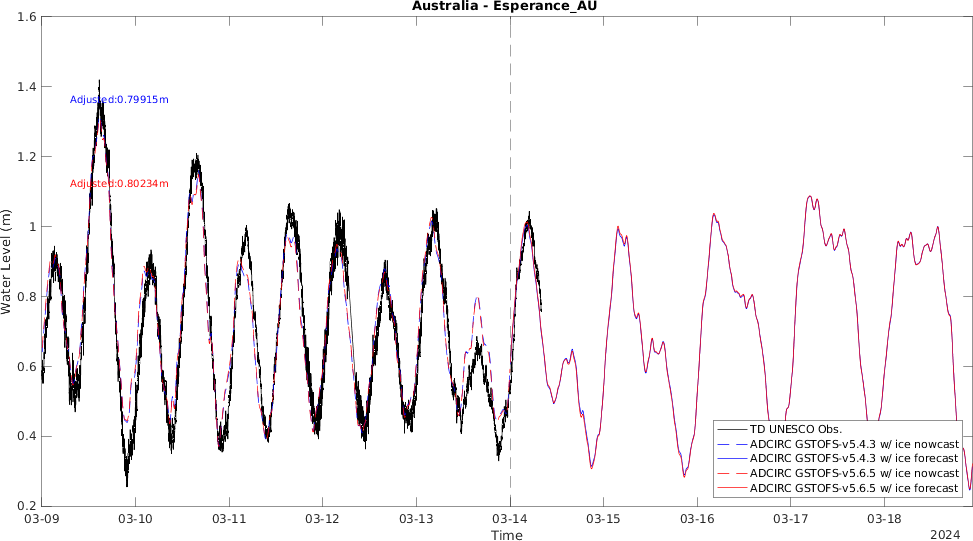 Australia - Esperance_AU
1.6
1.4
1.2
1
0.8
0.6
0.4
0.2
Water Level (m)
Adjusted:0.79915m
Adjusted:0.80234m
TD UNESCO Obs.
ADCIRC GSTOFS-v5.4.3 w/ ice nowcast
ADCIRC GSTOFS-v5.4.3 w/ ice forecast
ADCIRC GSTOFS-v5.6.5 w/ ice nowcast
ADCIRC GSTOFS-v5.6.5 w/ ice forecast
03-09 03-10 03-11 03-12 03-13 03-14 03-15 03-16 03-17 03-18
Time
2024